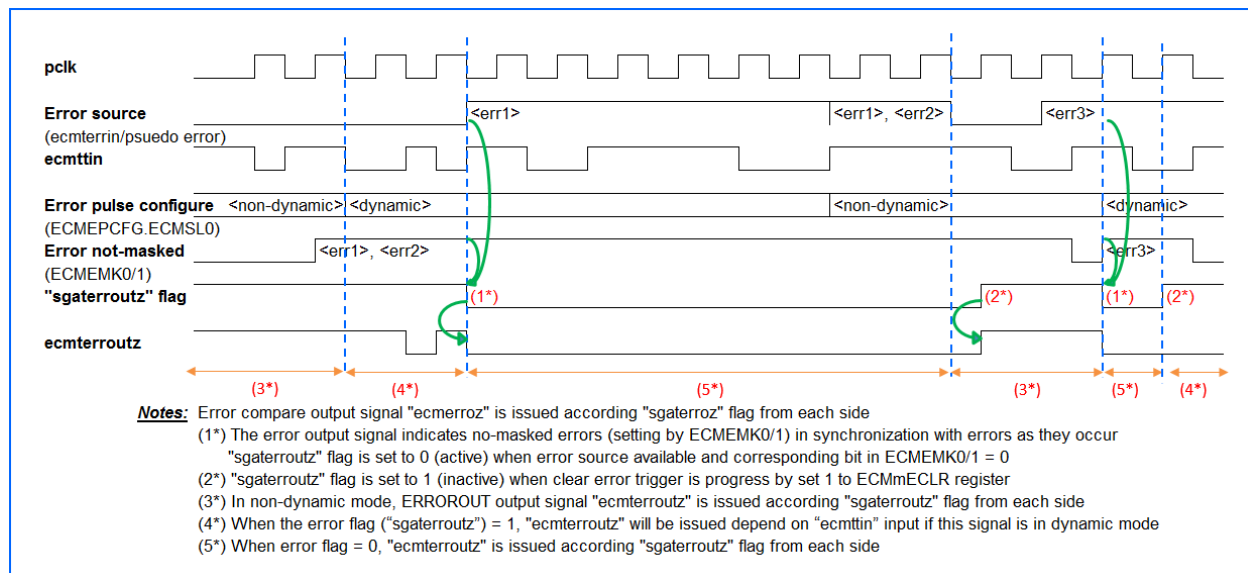 pclk
Error source
<err1>
<err1>, <err2>
<err3>
(ecmterrin/psuedo error)
ecmttin
Error pulse configure
<non-dynamic>
<dynamic>
<non-dynamic>
<dynamic>
(ECMEPCFG.ECMSL0)
Error not-masked
<err1>, <err2>
<err3>
(ECMEMK0/1)
"sgaterroutz" flag
(1*)
(2*)
(1*)
(2*)
ecmterroutz
(3*)
(4*)
(5*)
(3*)
(5*)
(4*)
Notes: Error compare output signal "ecmerroz" is issued according "sgaterroz" flag from each side
(1*) The error output signal indicates no-masked errors (setting by ECMEMK0/1) in synchronization with errors as they occur
"sgaterroutz" flag is set to 0 (active) when error source available and corresponding bit in ECMEMK0/1 = 0
(2*) "sgaterroutz" flag is set to 1 (inactive) when clear error trigger is progress by set 1 to ECMmECLR register
(3*) In non-dynamic mode, ERROROUT output signal "ecmterroutz" is issued according "sgaterroutz" flag from each side
(4*) When the error flag (“sgaterroutz”) = 1, "ecmterroutz" will be issued depend on “ecmttin” input if this signal is in dynamic mode
(5*) When error flag = 0, "ecmterroutz" is issued according "sgaterroutz" flag from each side